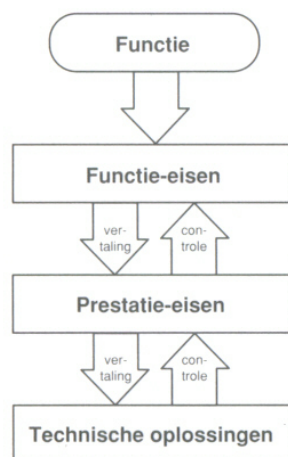 Functie
Functie-eisen
ver-
taling
con-
trole
Prestatie-eisen
ver-
taling
con-
trole
Technische oplossingen